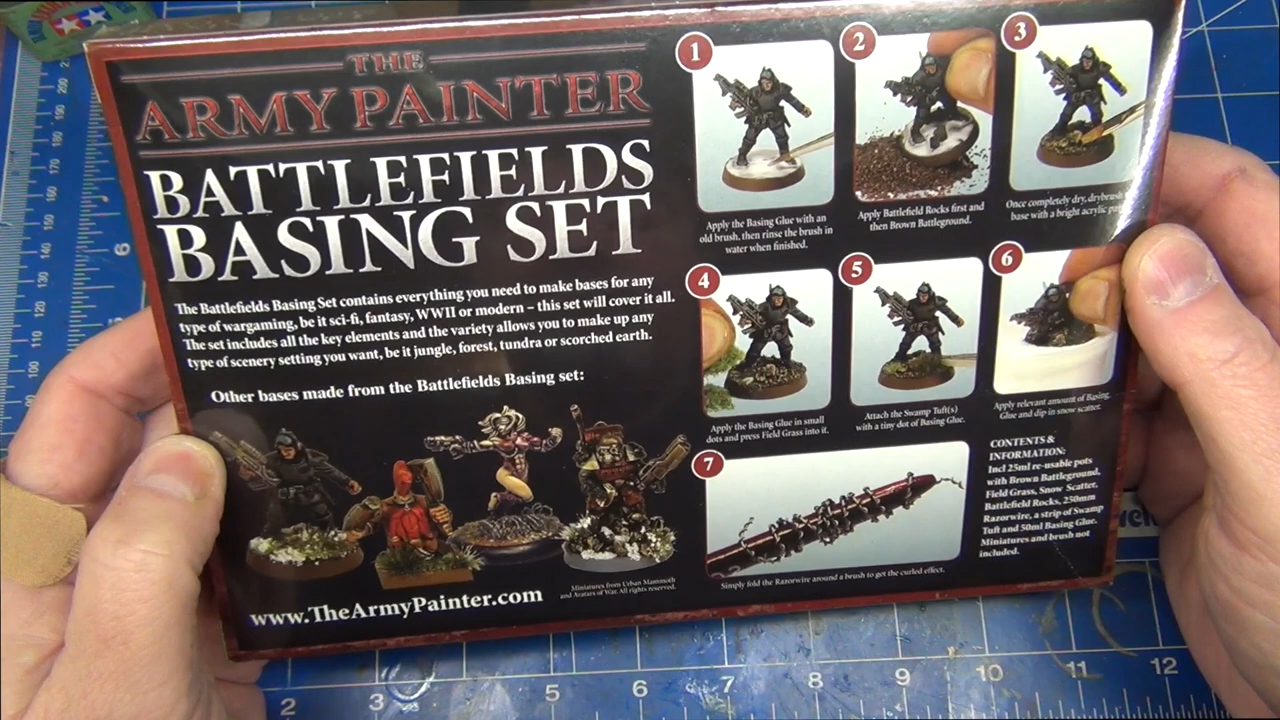 THE
ARMY PAINTER
BATTLEFIELDS
BASING SET
The Battlefields Basing Set contains everything you need to make bases for any
type of wargaming, be it sci-fi, fantasy, WWII or modern – this set will cover it all.
The set includes all the key elements and the variety allows you to make up any
type of scenery setting you want, be it jungle, forest, tundra or scorched earth.
Other bases made from the Battlefields Basing set:
Miniatures from Urban Mammoth
and Avatars of War. All rights reserved.
www.TheArmyPainter.com
1
Apply the Basing Glue with an
old brush, then rinse the brush in
water when finished.
2
Apply Battlefield Rocks first and
then Brown Battleground.
3
Once completely dry, drybrush
base with a bright acrylic
4
Apply the Basing Glue in small
dots and press Field Grass into it.
5
Attach the Swamp Tuft(s)
with a tiny dot of Basing Glue.
6
Apply relevant amount of Basing
Glue and dip in snow scatter.
7
Simply fold the Razorwire around a brush to get the curled effect.
CONTENTS &
INFORMATION:
Incl 25ml re-usable pots
with Brown Battleground,
Field Grass, Snow Scatter,
Battlefield Rocks, 250mm
Razorwire, a strip of Swamp
Tuft and 50ml Basing Glue.
Miniatures and brush not
included.
2 3 5 6 7 8 9 10 11 12